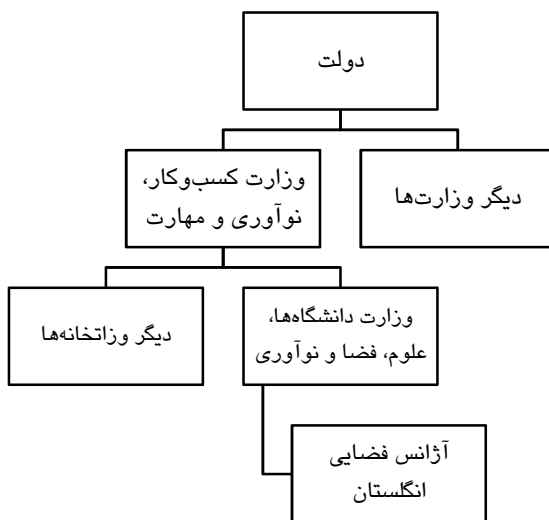 دولت
دیگر وزارت‌ها
وزارت کسب‌وکار،
نوآوری و مهارت
وزارت دانشگاه‌ها،
علوم، فضا و نوآوری
دیگر وزاتخانه‌ها
آژانس فضایی
انگلستان